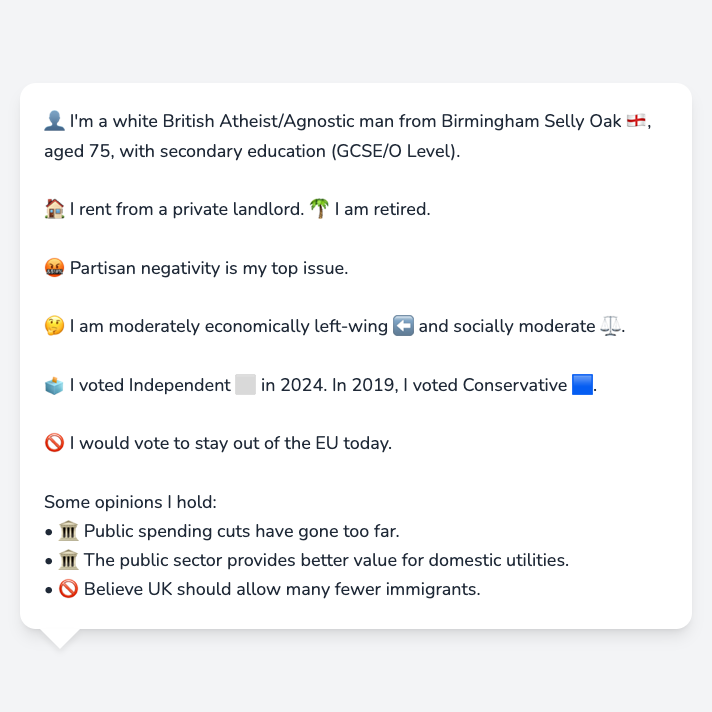 👤 I'm a white British Atheist/Agnostic man from Birmingham Selly Oak 🏴󠁧󠁢󠁥󠁮󠁧󠁿,
aged 75, with secondary education (GCSE/O Level).
🏠 I rent from a private landlord. 🌴 I am retired.
🤬 Partisan negativity is my top issue.
🤔 I am moderately economically left-wing ⬅️ and socially moderate ⚖️.
🗳️ I voted Independent ⬜ in 2024. In 2019, I voted Conservative 🟦.
🚫 I would vote to stay out of the EU today.
Some opinions I hold:
• 🏛️ Public spending cuts have gone too far.
• 🏛️ The public sector provides better value for domestic utilities.
• 🚫 Believe UK should allow many fewer immigrants.